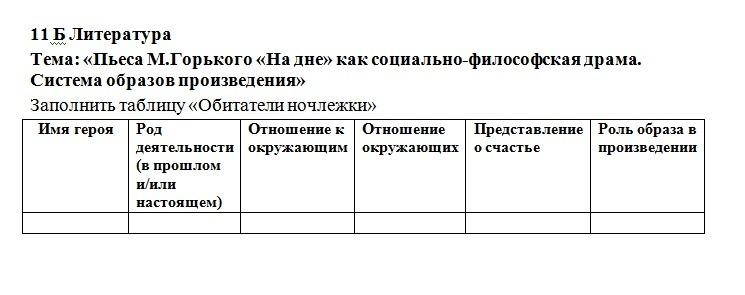 11 Б Литература
Тема: «Пьеса М.Горького «На дне» как социально-философская драма.
Система образов произведения»
Заполнить таблицу «Обитатели ночлежки»
Имя героя
Род
деятельности
(в прошлом
и/или
настоящем)
Отношение к
окружающим
Отношение
окружающих
Представление
о счастье
Роль образа в
произведении